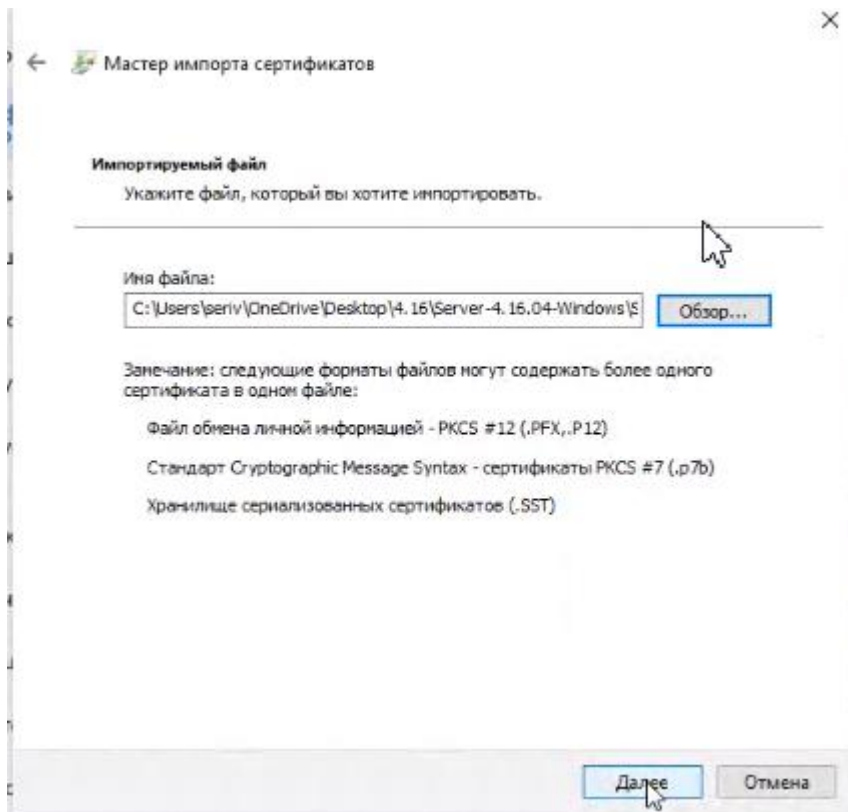 Мастер импорта сертификатов
Импортируемый файл
Укажите файл, который вы хотите импортировать.
Имя файла:
C:\Users\seriv\OneDrive\Desktop\4.16\Server-4.16.04-Windows\S
Обзор...
Замечание: следующие форматы файлов могут содержать более одного
сертификата в одном файле:
Файл обмена личной информацией - PKCS #12 (.PFX,.P12)
Стандарт Cryptographic Message Syntax - сертификаты PKCS #7 (.p7b)
Хранилище сериализованных сертификатов (.SST)
Далее
Отмена